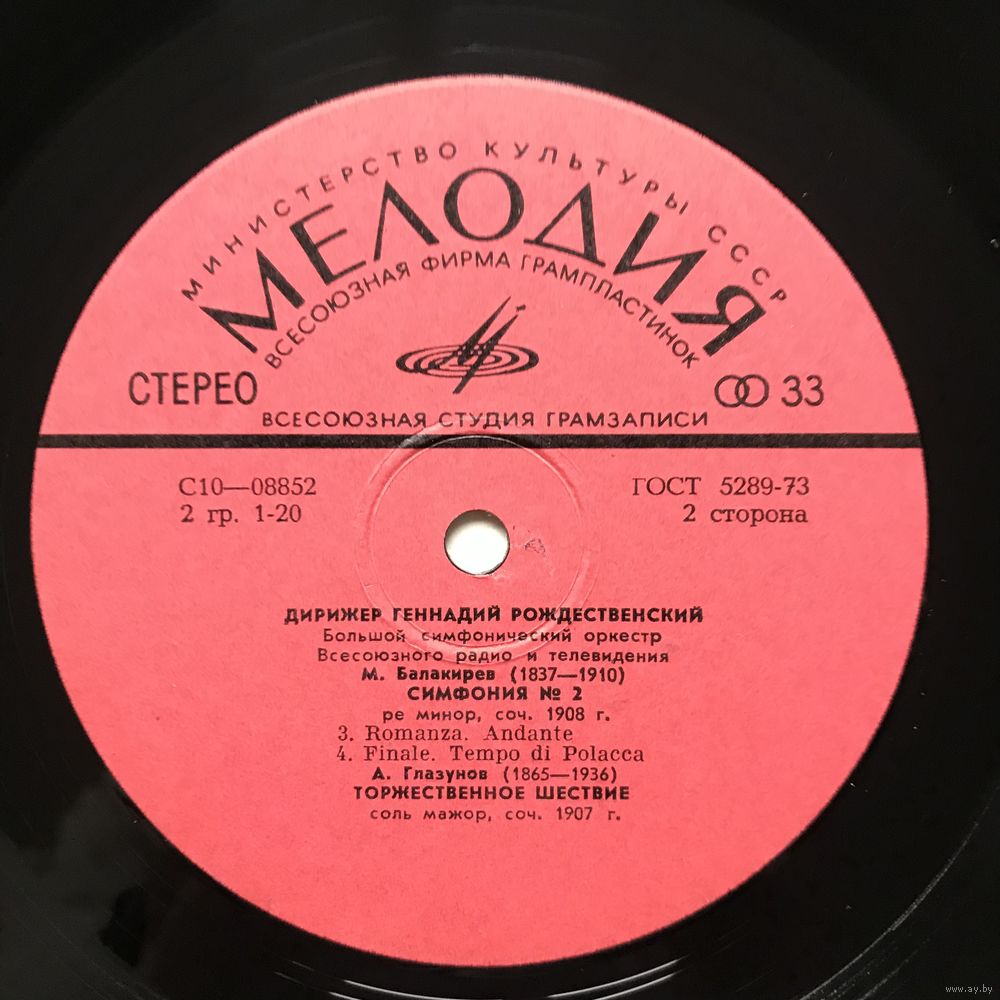 МИНИСТЕРСТВО КУЛЬТУРЫ СССР
МЕЛОДИЯ
ВСЕСОЮЗНАЯ ФИРМА ГРАМПЛАСТИНОК
СТЕРЕО 33
ВСЕСОЮЗНАЯ СТУДИЯ ГРАМЗАПИСИ
С10—08852 ГОСТ 5289-73
2 гр. 1-20 2 сторона
ДИРИЖЕР ГЕННАДИЙ РОЖДЕСТВЕНСКИЙ
Большой симфонический оркестр
Всесоюзного радио и телевидения
М. Балакирев (1837—1910)
СИМФОНИЯ № 2
ре минор, соч. 1908 г.
3. Romanza. Andante
4. Finale. Tempo di Polacca
А. Глазунов (1865—1936)
ТОРЖЕСТВЕННОЕ ШЕСТВИЕ
соль мажор, соч. 1907 г.
www.ay.by